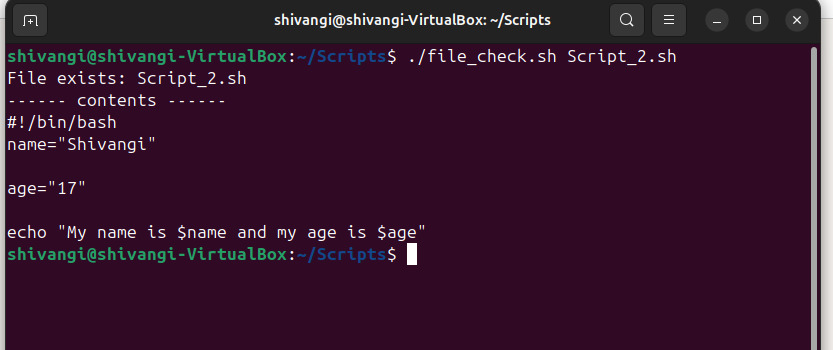 shivangi@shivangi-VirtualBox: ~/Scripts
shivangi@shivangi-VirtualBox:~/Scripts$ ./file_check.sh Script_2.sh
File exists: Script_2.sh
------ contents ------
#!/bin/bash
name="Shivangi"

age="17"

echo "My name is $name and my age is $age"
shivangi@shivangi-VirtualBox:~/Scripts$